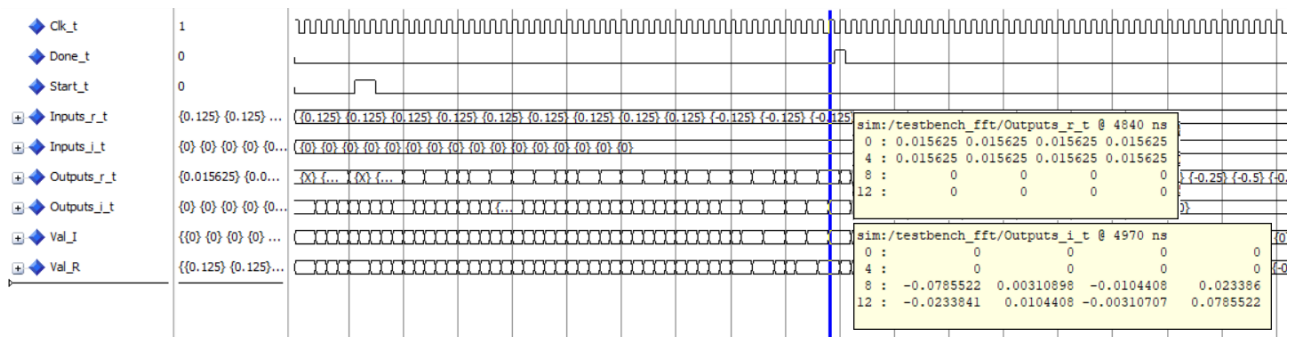 Clk_t 1
Done_t 0
Start_t 0
Inputs_r_t {0.125} {0.125} ... {0.125} {0.125} {0.125} {0.125} {0.125} {0.125} {0.125} {0.125} {-0.125} {-0.125} {-0.125}
Inputs_i_t {0} {0} {0} {0} {0... {0} {0} {0} {0} {0} {0} {0} {0} {0} {0} {0} {0} {0} {0} {0} {0}
Outputs_r_t {0.015625} {0.0... {X} {... {X} {... } {-0.25} {-0.5} {-0.
Outputs_i_t {0} {0} {0} {0} {0... {... 0}
Val_I {{0} {0} {0} {0} ... {0
Val_R {{0.125} {0.125}... {-0
sim:/testbench_fft/Outputs_r_t @ 4840 ns
0 : 0.015625 0.015625 0.015625 0.015625
4 : 0.015625 0.015625 0.015625 0.015625
8 : 0 0 0 0
12 : 0 0 0 0
sim:/testbench_fft/Outputs_i_t @ 4970 ns
0 : 0 0 0 0
4 : 0 0 0 0
8 : -0.0785522 0.00310898 -0.0104408 0.023386
12 : -0.0233841 0.0104408 -0.00310707 0.0785522